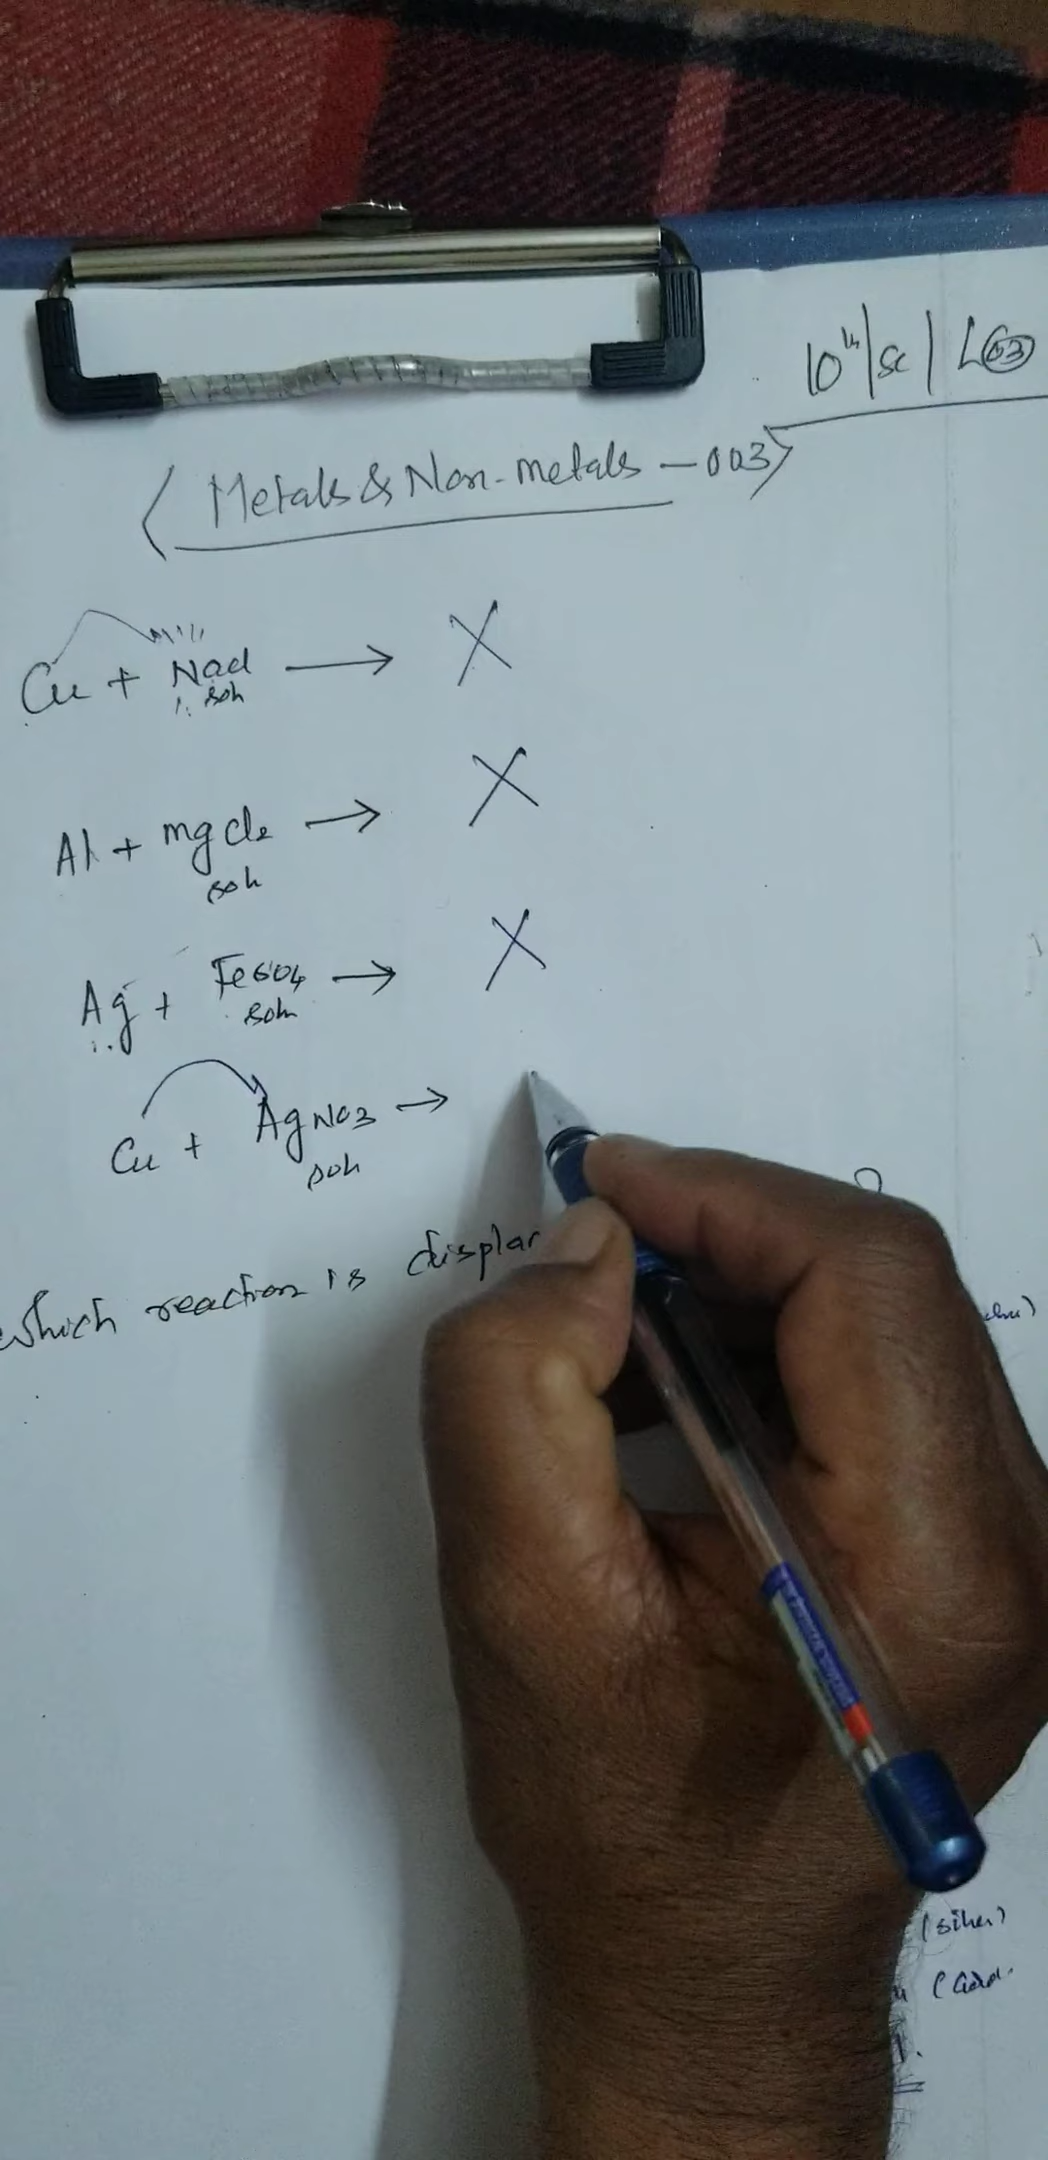 10th/Sc/L03
Metals & Non-metals - 003
Cu + Nacl → X
soln
Al + mgcl2 → X
soln
Ag + FeSO4 → X
soln
Cu + AgNO3 →
soln
which reaction is displac
(silver)
(Gold.